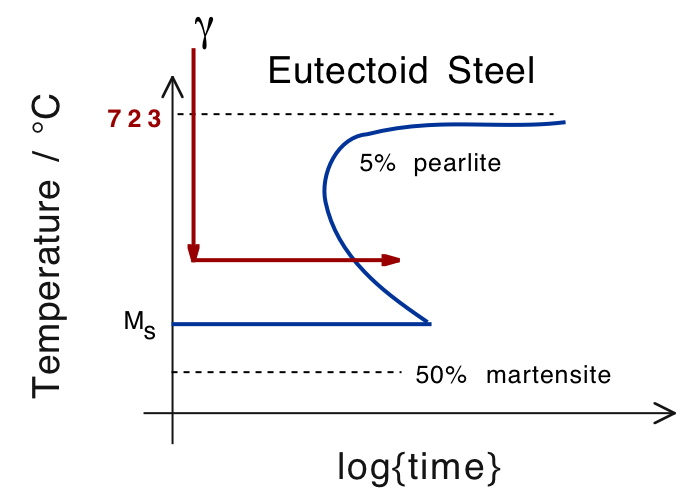 γ
Eutectoid Steel
723
5% pearlite
Temperature / °C
Ms
50% martensite
log{time}